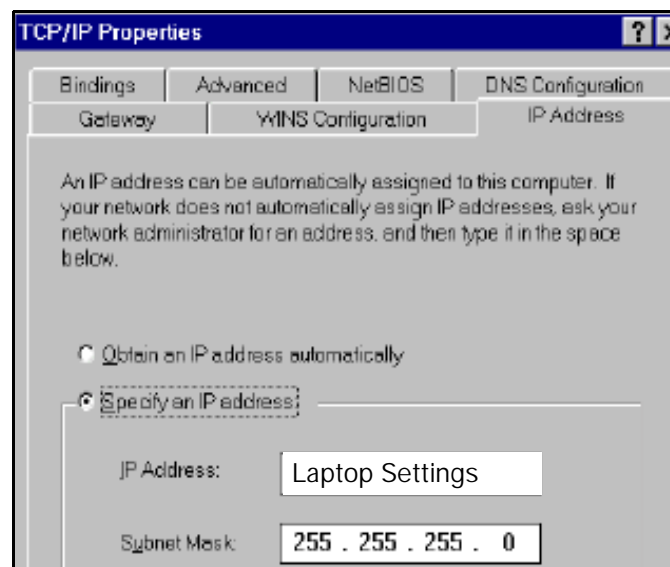 TCP/IP Properties ?
Bindings Advanced NetBIOS DNS Configuration
Gateway WINS Configuration IP Address
An IP address can be automatically assigned to this computer. If
your network does not automatically assign IP addresses, ask your
network administrator for an address, and then type it in the space
below.
Obtain an IP address automatically
Specify an IP address:
IP Address: Laptop Settings
Subnet Mask: 255 . 255 . 255 . 0